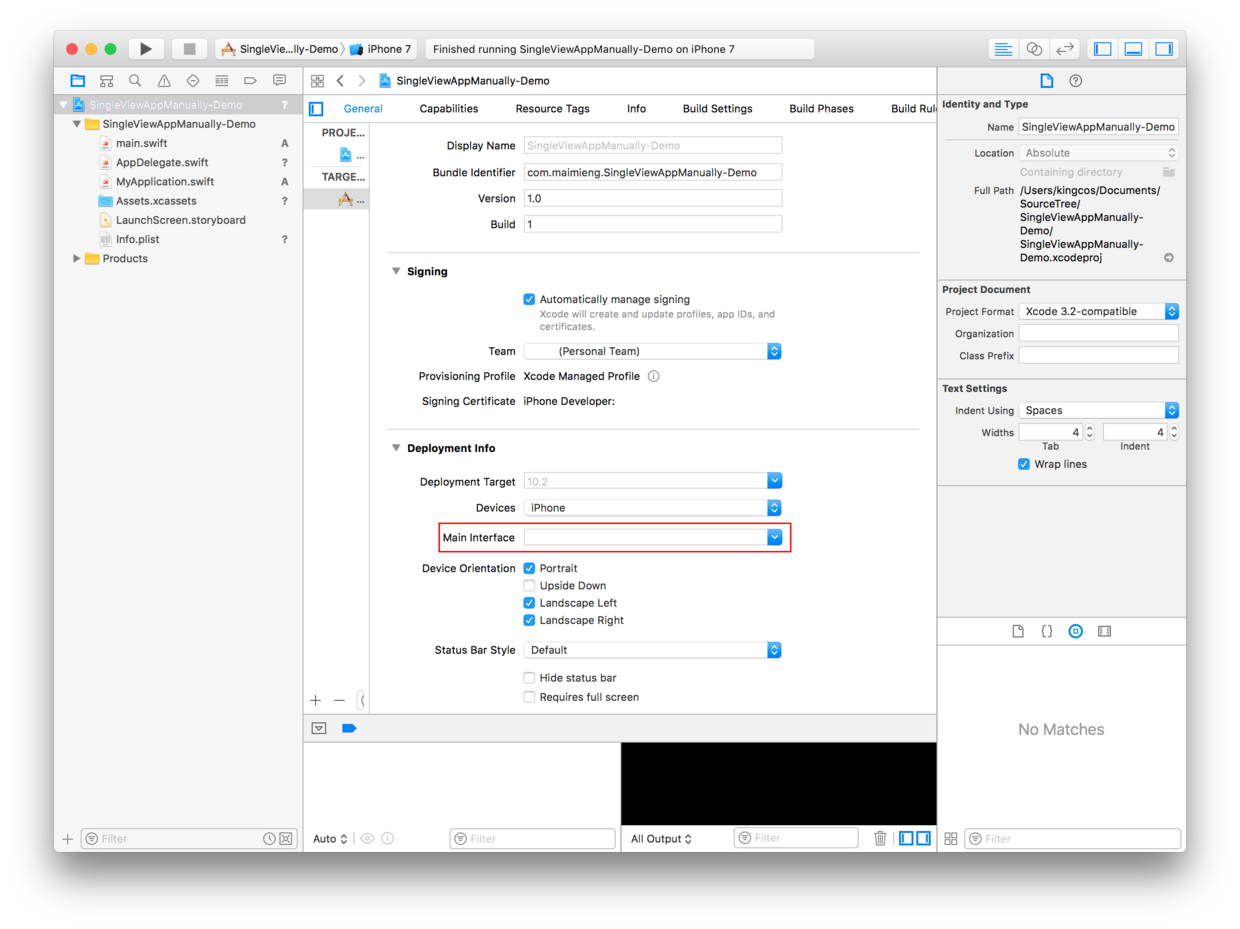 SingleVie...lly-Demo iPhone 7
Finished running SingleViewAppManually-Demo on iPhone 7
SingleViewAppManually-Demo ?
SingleViewAppManually-Demo
main.swift A
AppDelegate.swift ?
MyApplication.swift A
Assets.xcassets ?
LaunchScreen.storyboard
Info.plist ?
Products
Filter
SingleViewAppManually-Demo
General Capabilities Resource Tags Info Build Settings Build Phases Build Rul
PROJE...
...
TARGE...
...
Display Name SingleViewAppManually-Demo
Bundle Identifier com.maimieng.SingleViewAppManually-Demo
Version 1.0
Build 1
Signing
Automatically manage signing
Xcode will create and update profiles, app IDs, and
certificates.
Team (Personal Team)
Provisioning Profile Xcode Managed Profile
Signing Certificate iPhone Developer:
Deployment Info
Deployment Target 10.2
Devices iPhone
Main Interface
Device Orientation Portrait
Upside Down
Landscape Left
Landscape Right
Status Bar Style Default
Hide status bar
Requires full screen
Auto
Filter
All Output
Filter
Identity and Type
Name SingleViewAppManually-Demo
Location Absolute
Containing directory
Full Path /Users/kingcos/Documents/
SourceTree/
SingleViewAppManually-
Demo/
SingleViewAppManually-
Demo.xcodeproj
Project Document
Project Format Xcode 3.2-compatible
Organization
Class Prefix
Text Settings
Indent Using Spaces
Widths 4 4
Tab Indent
Wrap lines
{}
No Matches
Filter